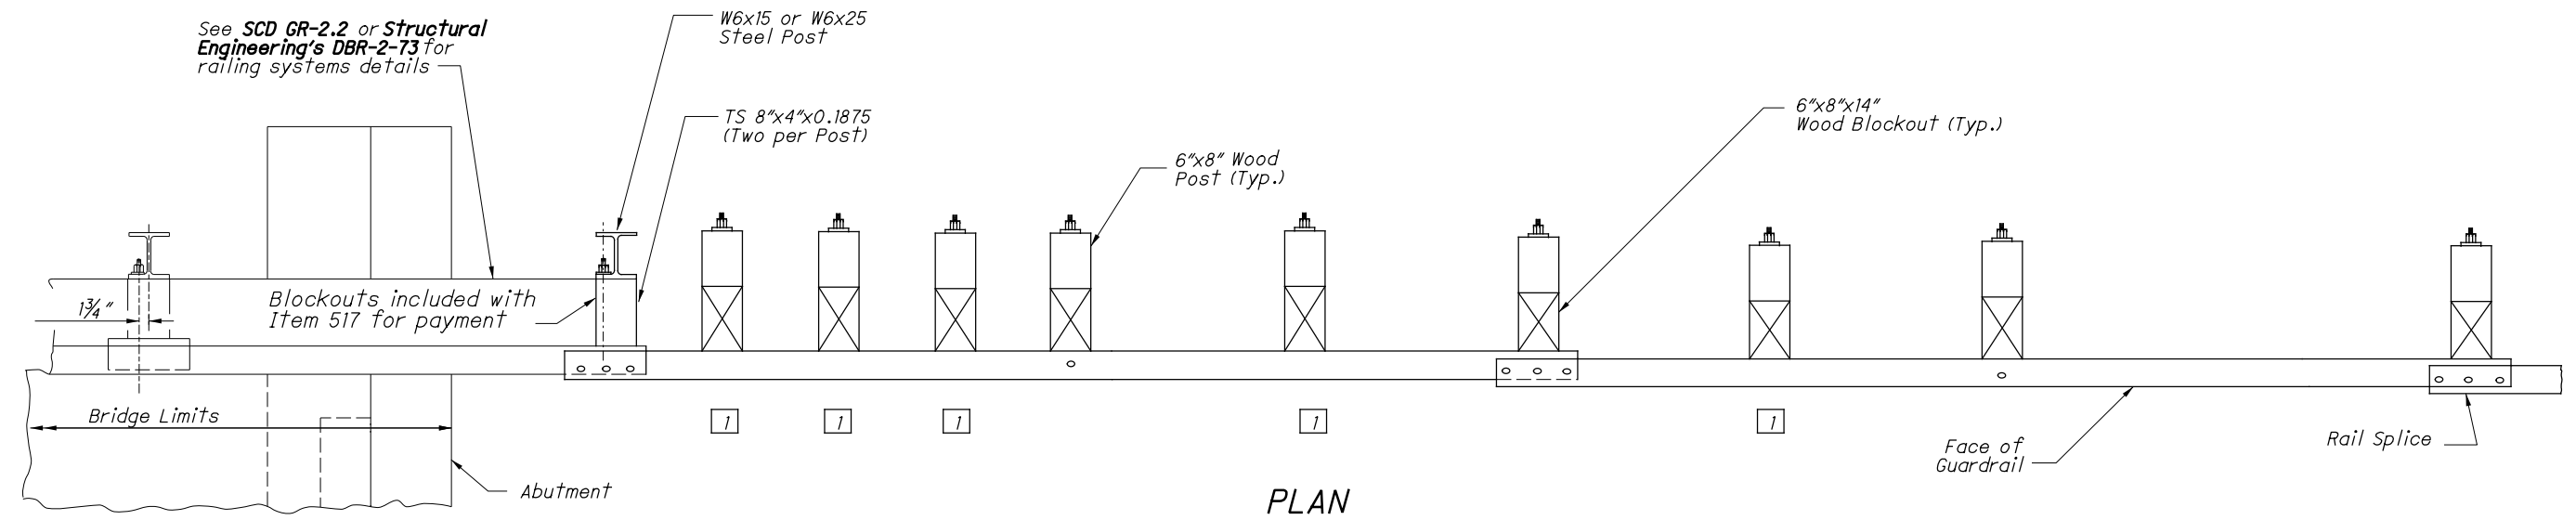 See SCD GR-2.2 or Structural
Engineering's DBR-2-73 for
railing systems details
W6x15 or W6x25
Steel Post
TS 8"x4"x0.1875
(Two per Post)
6"x8" Wood
Post (Typ.)
6"x8"x14"
Wood Blockout (Typ.)
1¾"
Blockouts included with
Item 517 for payment
Bridge Limits
1
1
1
1
1
Face of
Guardrail
Rail Splice
Abutment
PLAN